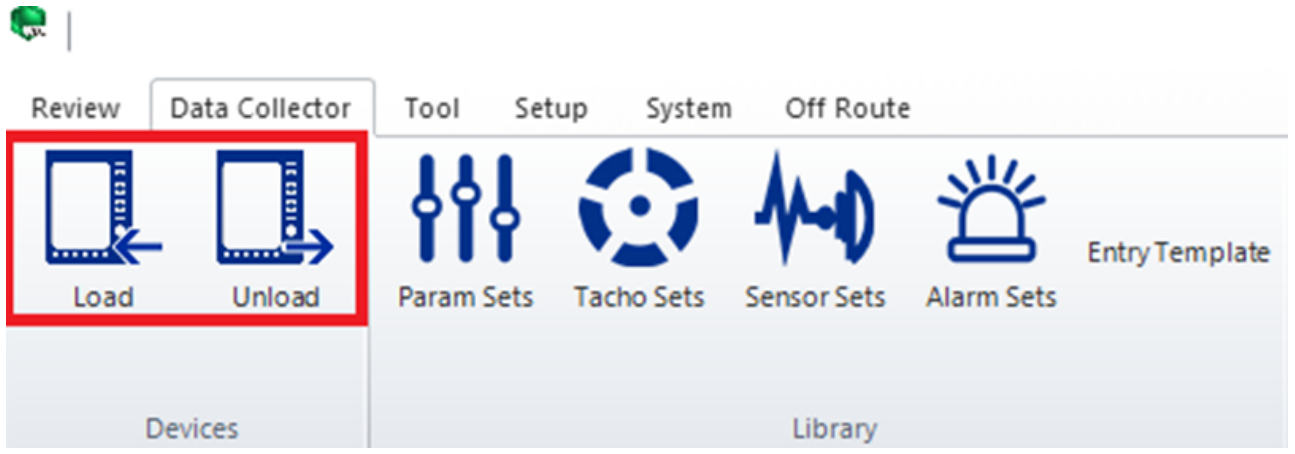 Review Data Collector Tool Setup System Off Route
Load Unload Param Sets Tacho Sets Sensor Sets Alarm Sets Entry Template
Devices Library